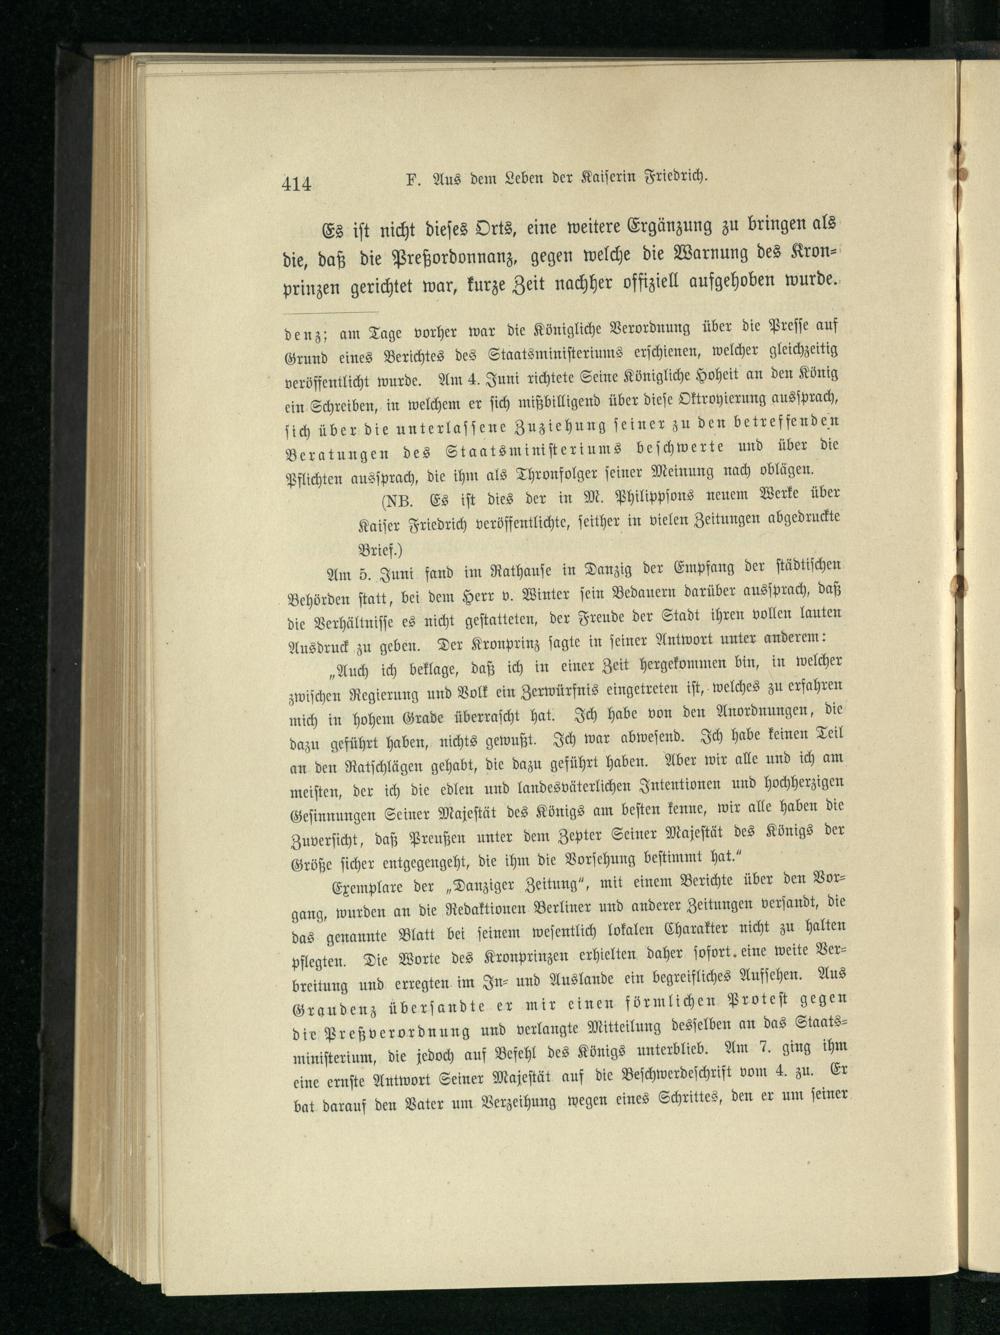 414
F. Aus dem Leben der Kaiserin Friedrich.
Es ist nicht dieses Orts, eine weitere Ergänzung zu bringen als
die, daß die Preßordonnanz, gegen welche die Warnung des Kron-
prinzen gerichtet war, kurze Zeit nachher offiziell aufgehoben wurde.
denz; am Tage vorher war die Königliche Verordnung über die Presse auf
Grund eines Berichtes des Staatsministeriums erschienen, welcher gleichzeitig
veröffentlicht wurde. Am 4. Juni richtete Seine Königliche Hoheit an den König
ein Schreiben, in welchem er sich mißbilligend über diese Oktroyierung aussprach,
sich über die unterlassene Zuziehung seiner zu den betreffenden
Beratungen des Staatsministeriums beschwerte und über die
Pflichten aussprach, die ihm als Thronfolger seiner Meinung nach oblägen.
(NB. Es ist dies der in M. Philippsons neuem Werke über
Kaiser Friedrich veröffentlichte, seither in vielen Zeitungen abgedruckte
Brief.)
Am 5. Juni fand im Rathause in Danzig der Empfang der städtischen
Behörden statt, bei dem Herr v. Winter sein Bedauern darüber aussprach, daß
die Verhältnisse es nicht gestatteten, der Freude der Stadt ihren vollen lauten
Ausdruck zu geben. Der Kronprinz sagte in seiner Antwort unter anderem:
„Auch ich beklage, daß ich in einer Zeit hergekommen bin, in welcher
zwischen Regierung und Volk ein Zerwürfnis eingetreten ist, welches zu erfahren
mich in hohem Grade überrascht hat. Ich habe von den Anordnungen, die
dazu geführt haben, nichts gewußt. Ich war abwesend. Ich habe keinen Teil
an den Ratschlägen gehabt, die dazu geführt haben. Aber wir alle und ich am
meisten, der ich die edlen und landesväterlichen Intentionen und hochherzigen
Gesinnungen Seiner Majestät des Königs am besten kenne, wir alle haben die
Zuversicht, daß Preußen unter dem Zepter Seiner Majestät des Königs der
Größe sicher entgegengeht, die ihm die Vorsehung bestimmt hat.“
Exemplare der „Danziger Zeitung“, mit einem Berichte über den Vor-
gang, wurden an die Redaktionen Berliner und anderer Zeitungen versandt, die
das genannte Blatt bei seinem wesentlich lokalen Charakter nicht zu halten
pflegten. Die Worte des Kronprinzen erhielten daher sofort eine weite Ver-
breitung und erregten im In- und Auslande ein begreifliches Aufsehen. Aus
Graudenz übersandte er mir einen förmlichen Protest gegen
die Preßverordnung und verlangte Mitteilung desselben an das Staats-
ministerium, die jedoch auf Befehl des Königs unterblieb. Am 7. ging ihm
eine ernste Antwort Seiner Majestät auf die Beschwerdeschrift vom 4. zu. Er
bat darauf den Vater um Verzeihung wegen eines Schrittes, den er um seiner